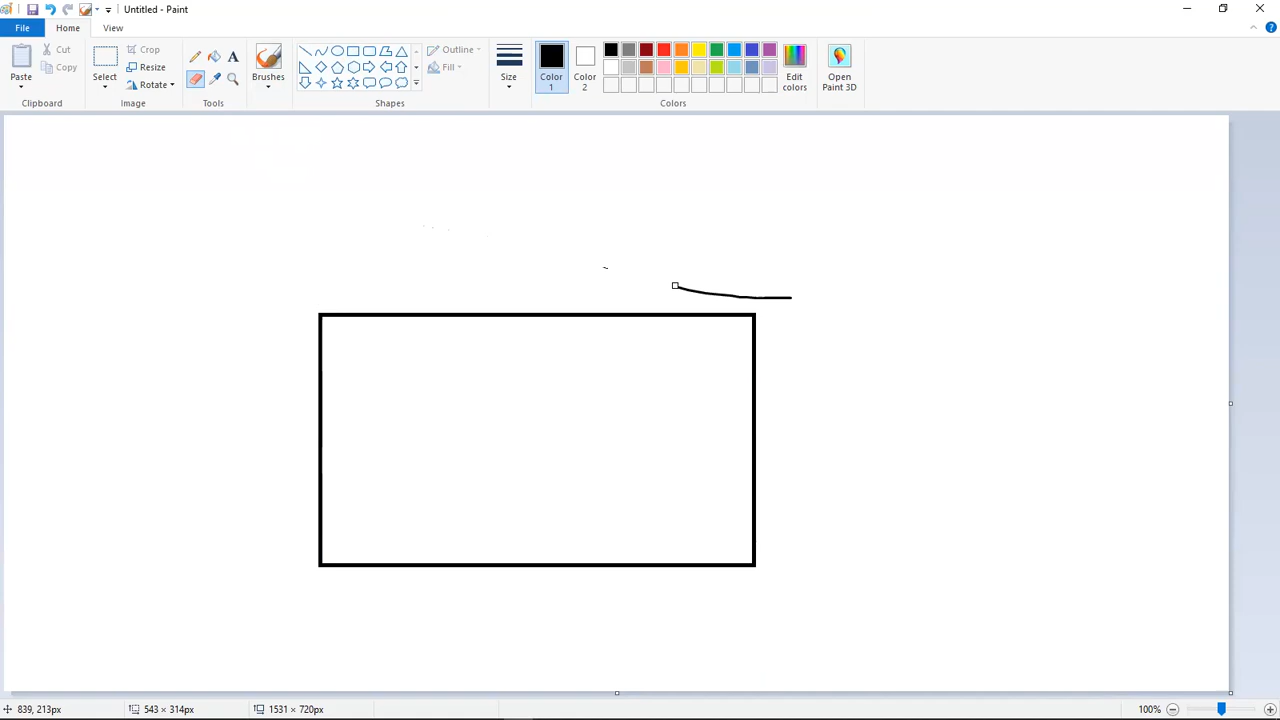 Untitled - Paint
File Home View
Paste
Cut
Copy
Clipboard
Select
Crop
Resize
Rotate
Image
A
Tools
Brushes
Shapes
Outline
Fill
Size
Color 1
Color 2
Colors
Edit colors
Open Paint 3D
839, 213px
543 × 314px
1531 × 720px
100%